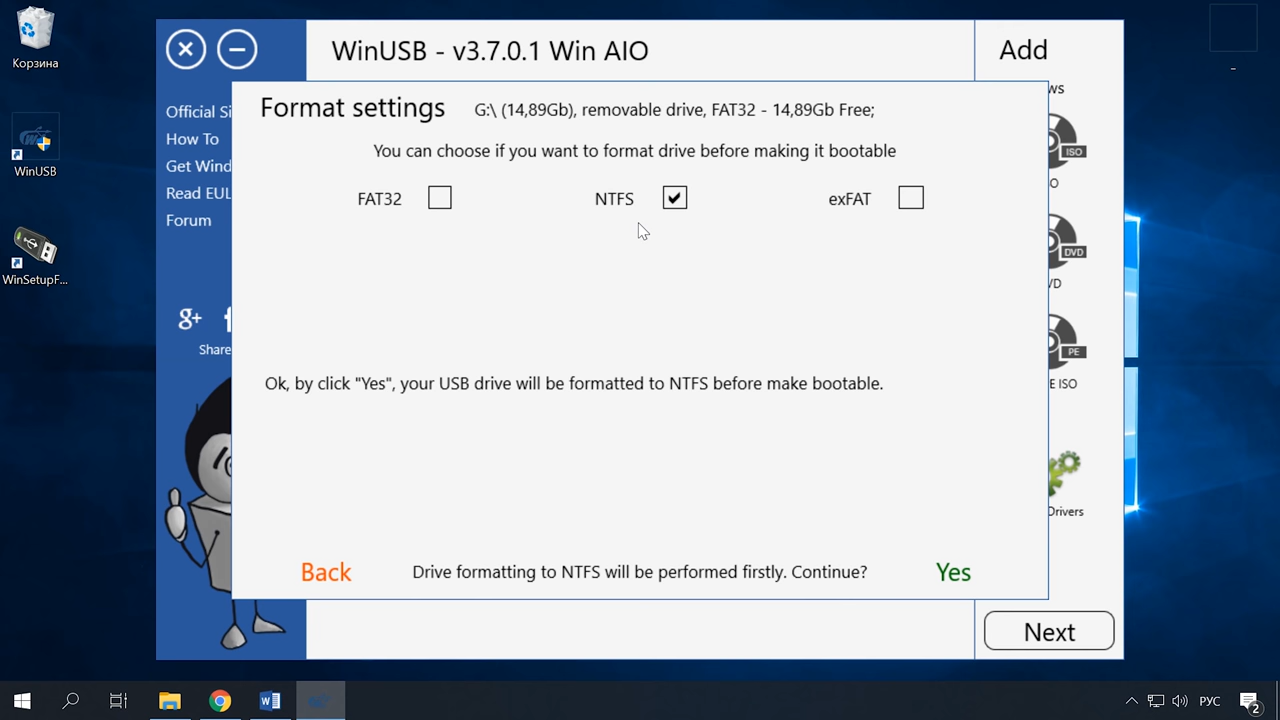 Корзина
WinUSB
WinSetupF...
WinUSB - v3.7.0.1 Win AIO
Add
Official Si
How To
Get Wind
Read EUL
Forum
g+ f
Share
Format settings
G:\ (14,89Gb), removable drive, FAT32 - 14,89Gb Free;
You can choose if you want to format drive before making it bootable
FAT32
NTFS
exFAT
Ok, by click "Yes", your USB drive will be formatted to NTFS before make bootable.
Back
Drive formatting to NTFS will be performed firstly. Continue?
Yes
ws
ISO
O
DVD
VD
PE
E ISO
Drivers
Next
W
РУС
2